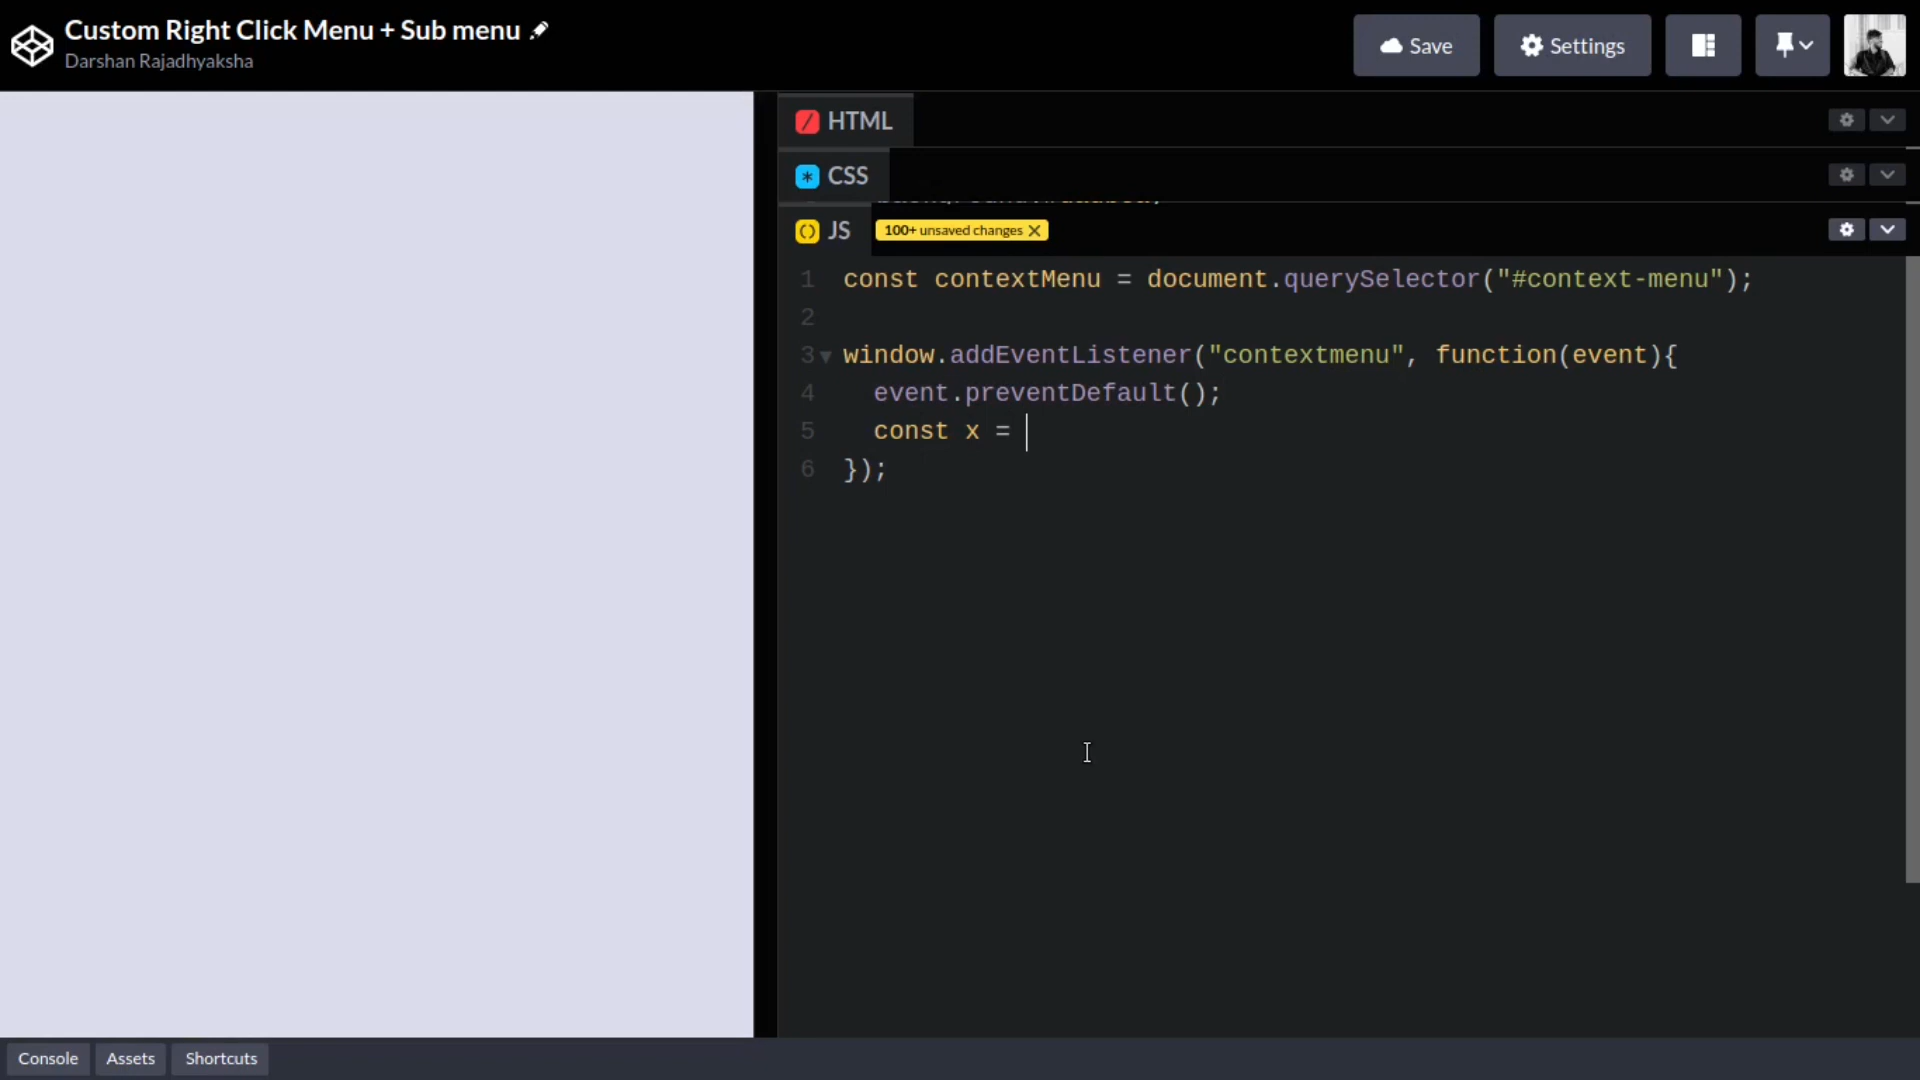 Custom Right Click Menu + Sub menu
Darshan Rajadhyaksha
Save
Settings
HTML
CSS
JS
100+ unsaved changes
1 const contextMenu = document.querySelector("#context-menu");
2
3 window.addEventListener("contextmenu", function(event){
4 event.preventDefault();
5 const x =
6 });
Console
Assets
Shortcuts